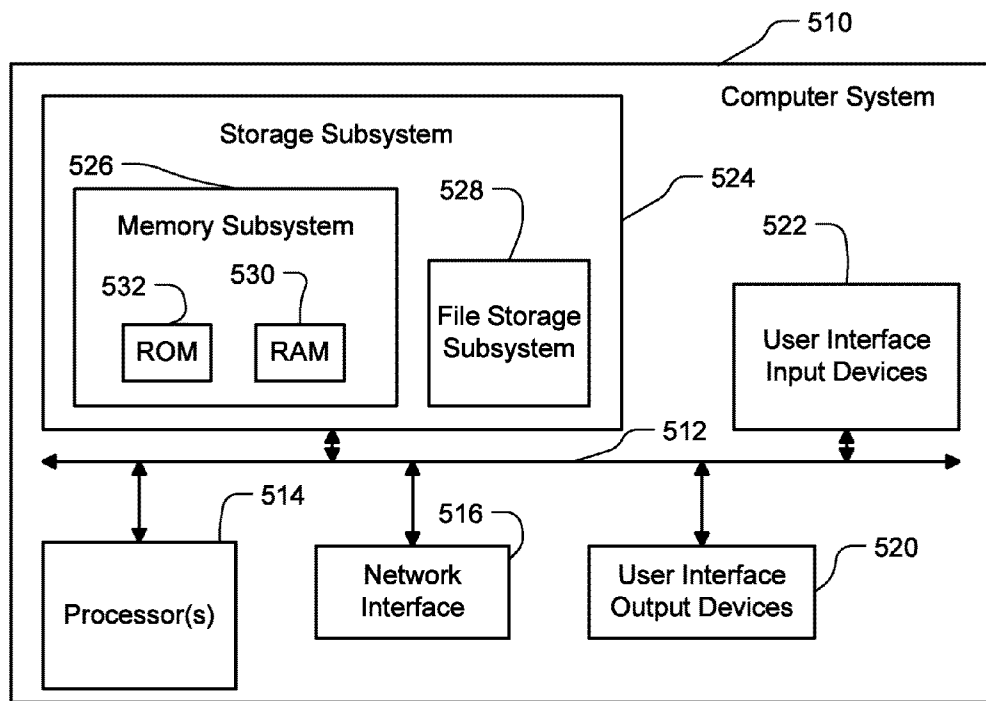 510
Computer System
Storage Subsystem
526
528
524
Memory Subsystem
522
532
530
File Storage
Subsystem
ROM
RAM
User Interface
Input Devices
512
514
516
520
Processor(s)
Network
Interface
User Interface
Output Devices